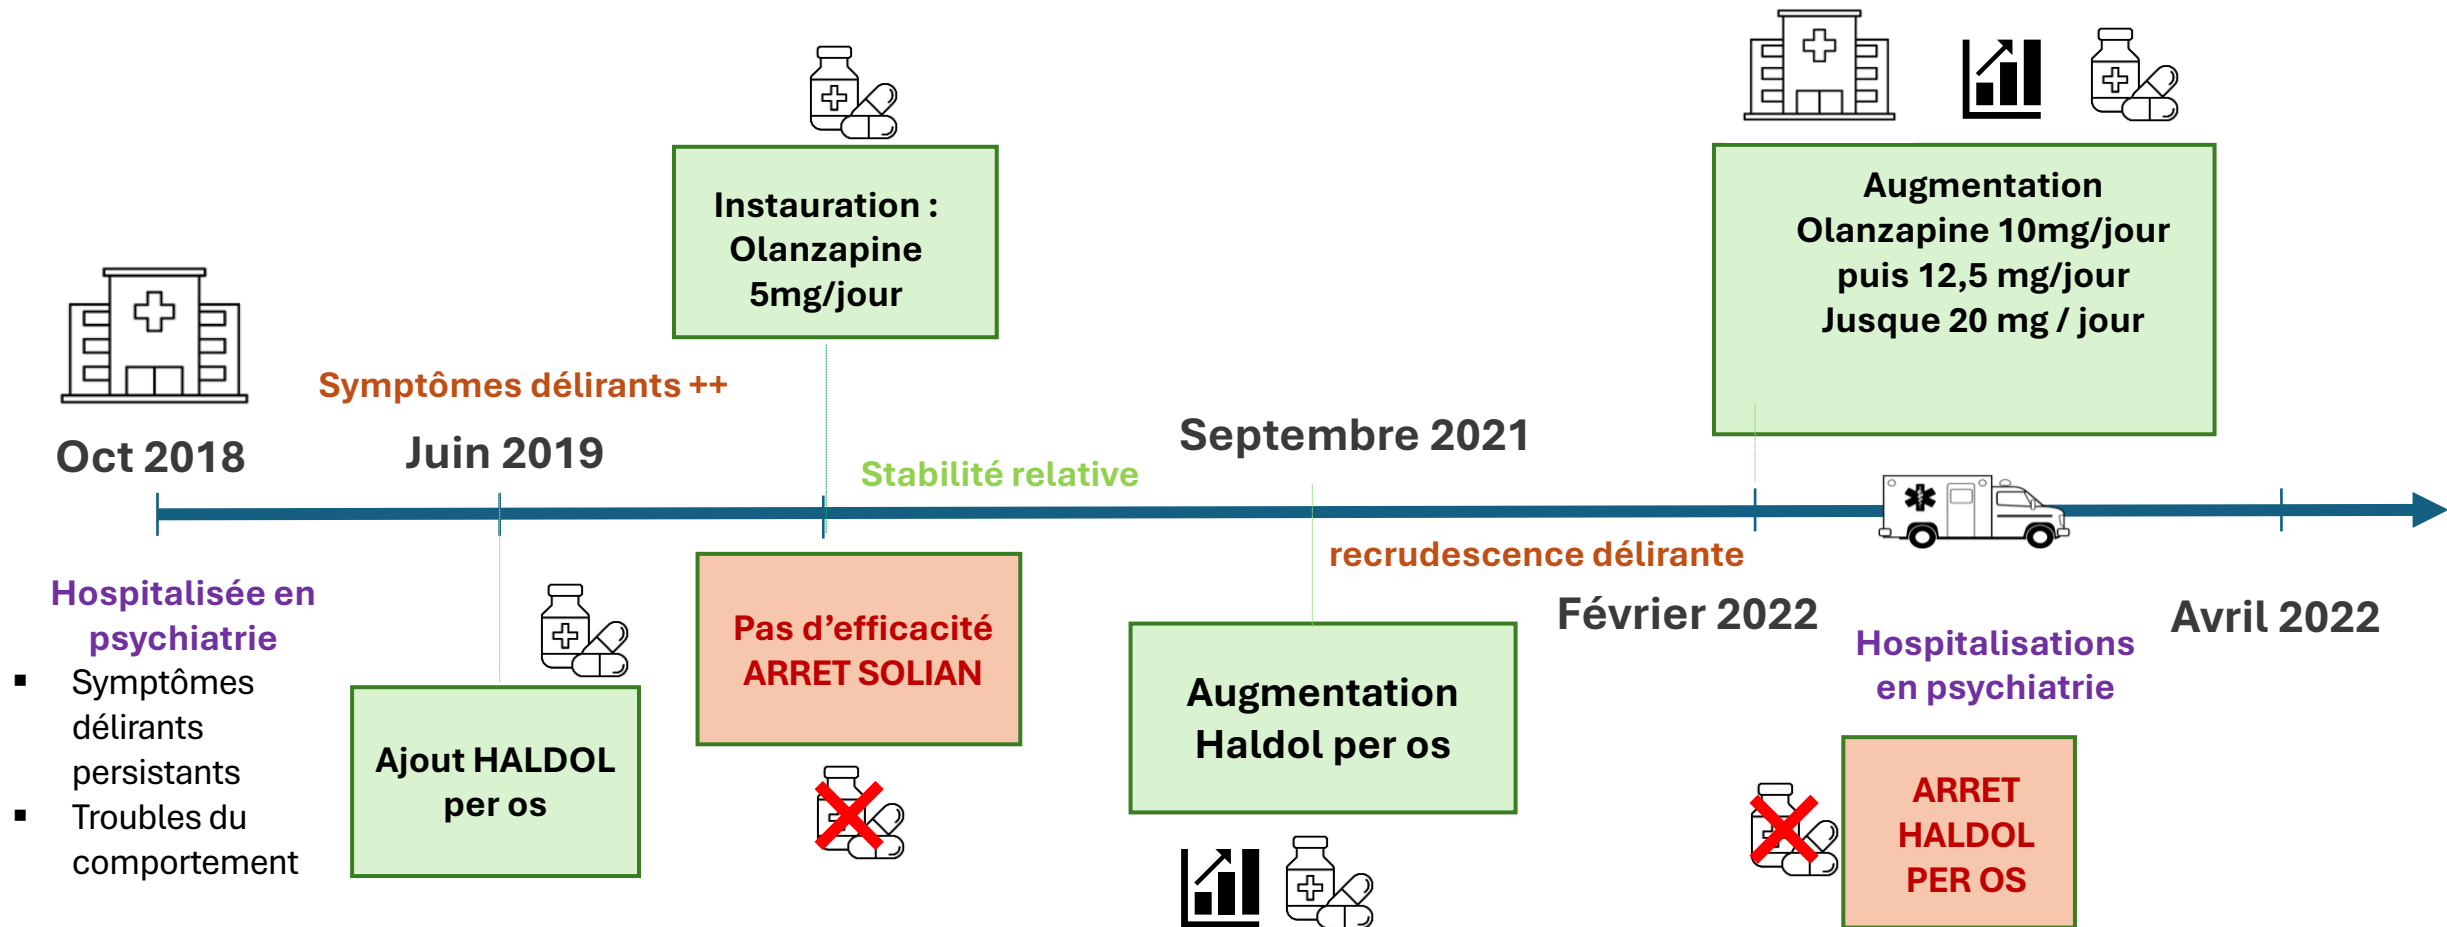 Instauration :
Olanzapine
5mg/jour
Augmentation
Olanzapine 10mg/jour
puis 12,5 mg/jour
Jusque 20 mg / jour
Symptômes délirants ++
Oct 2018
Juin 2019
Stabilité relative
Septembre 2021
recrudescence délirante
Février 2022
Avril 2022
Hospitalisée en
psychiatrie
▪ Symptômes
délirants
persistants
▪ Troubles du
comportement
Ajout HALDOL
per os
Pas d’efficacité
ARRET SOLIAN
Augmentation
Haldol per os
Hospitalisations
en psychiatrie
ARRET
HALDOL
PER OS